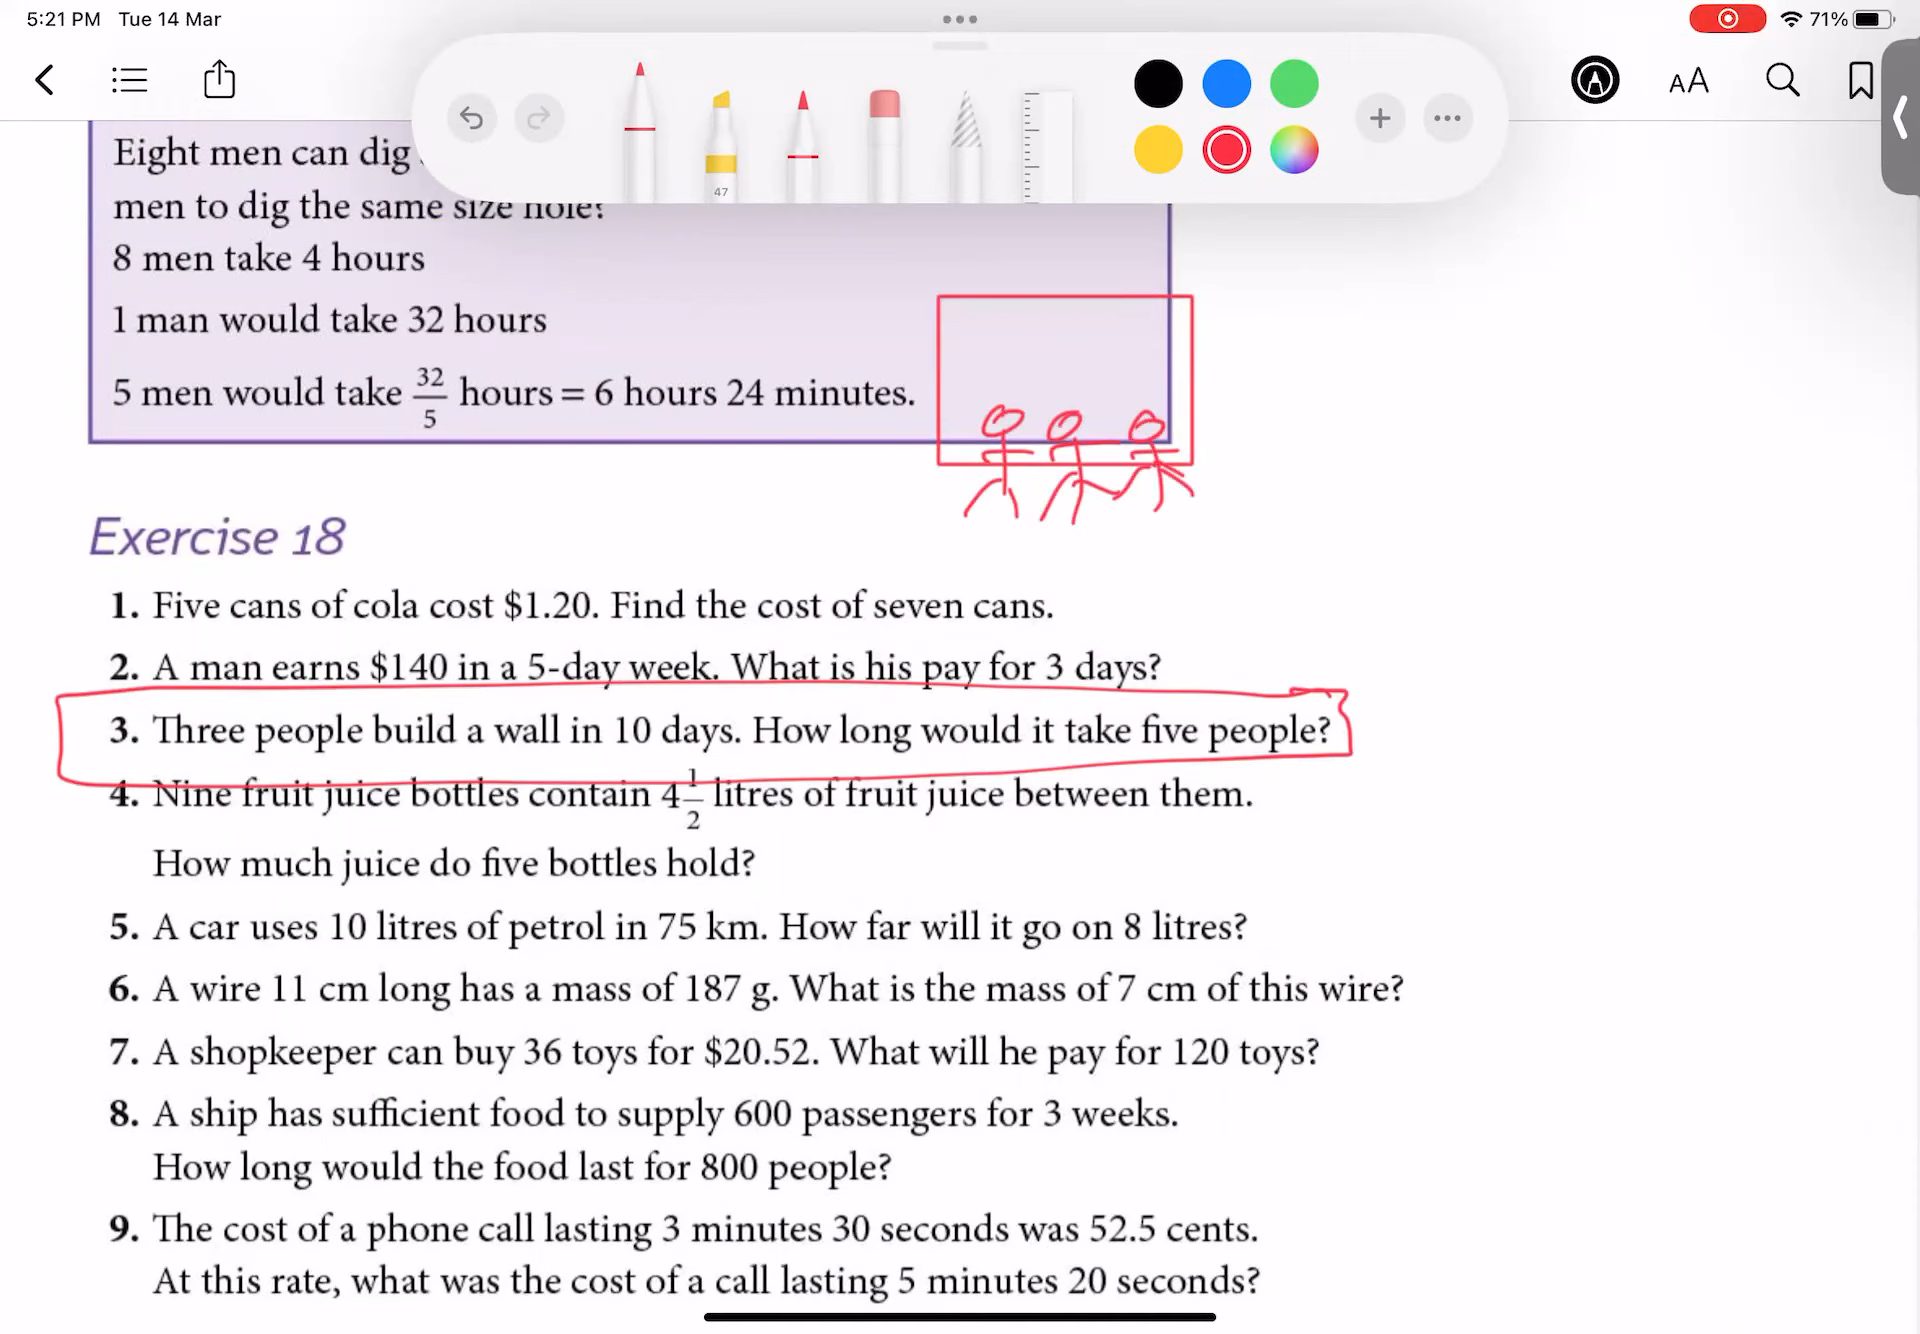 5:21 PM Tue 14 Mar
71%
AA
47
Eight men can dig
men to dig the same size hole?
8 men take 4 hours
1 man would take 32 hours
5 men would take 32/5 hours = 6 hours 24 minutes.
Exercise 18
1. Five cans of cola cost $1.20. Find the cost of seven cans.
2. A man earns $140 in a 5-day week. What is his pay for 3 days?
3. Three people build a wall in 10 days. How long would it take five people?
4. Nine fruit juice bottles contain 4 1/2 litres of fruit juice between them.
How much juice do five bottles hold?
5. A car uses 10 litres of petrol in 75 km. How far will it go on 8 litres?
6. A wire 11 cm long has a mass of 187 g. What is the mass of 7 cm of this wire?
7. A shopkeeper can buy 36 toys for $20.52. What will he pay for 120 toys?
8. A ship has sufficient food to supply 600 passengers for 3 weeks.
How long would the food last for 800 people?
9. The cost of a phone call lasting 3 minutes 30 seconds was 52.5 cents.
At this rate, what was the cost of a call lasting 5 minutes 20 seconds?